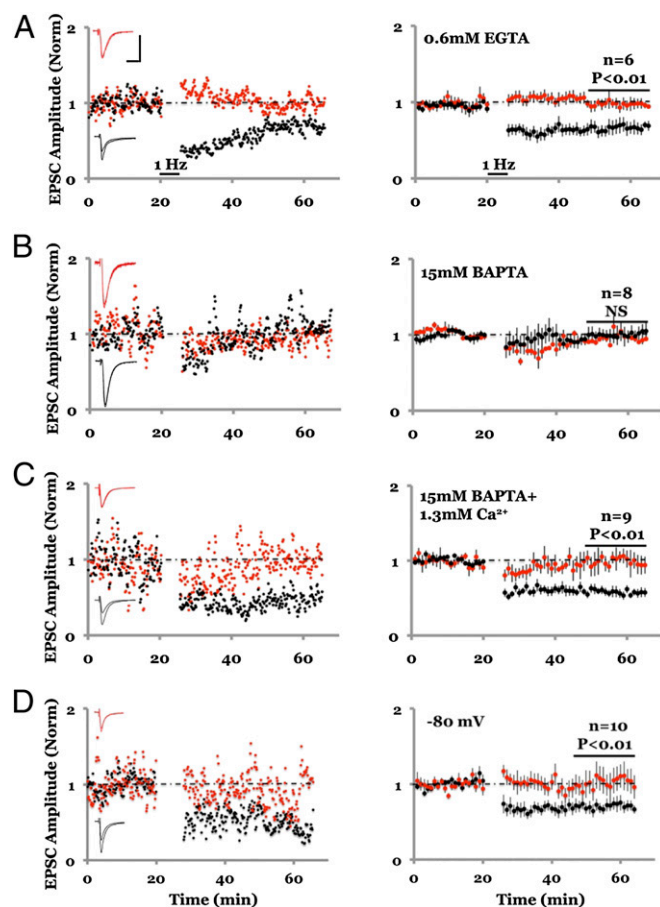 A
EPSC Amplitude (Norm)
2
1
0
0 20 40 60
1 Hz
2
1
0
0 20 40 60
0.6mM EGTA
n=6
P<0.01
1 Hz
B
EPSC Amplitude (Norm)
2
1
0
0 20 40 60
2
1
0
0 20 40 60
15mM BAPTA
n=8
NS
C
EPSC Amplitude (Norm)
2
1
0
0 20 40 60
2
1
0
0 20 40 60
15mM BAPTA+
1.3mM Ca²⁺
n=9
P<0.01
D
EPSC Amplitude (Norm)
2
1
0
0 20 40 60
Time (min)
2
1
0
0 20 40 60
Time (min)
-80 mV
n=10
P<0.01